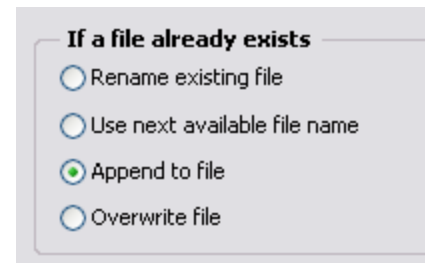 If a file already exists
Rename existing file
Use next available file name
Append to file
Overwrite file